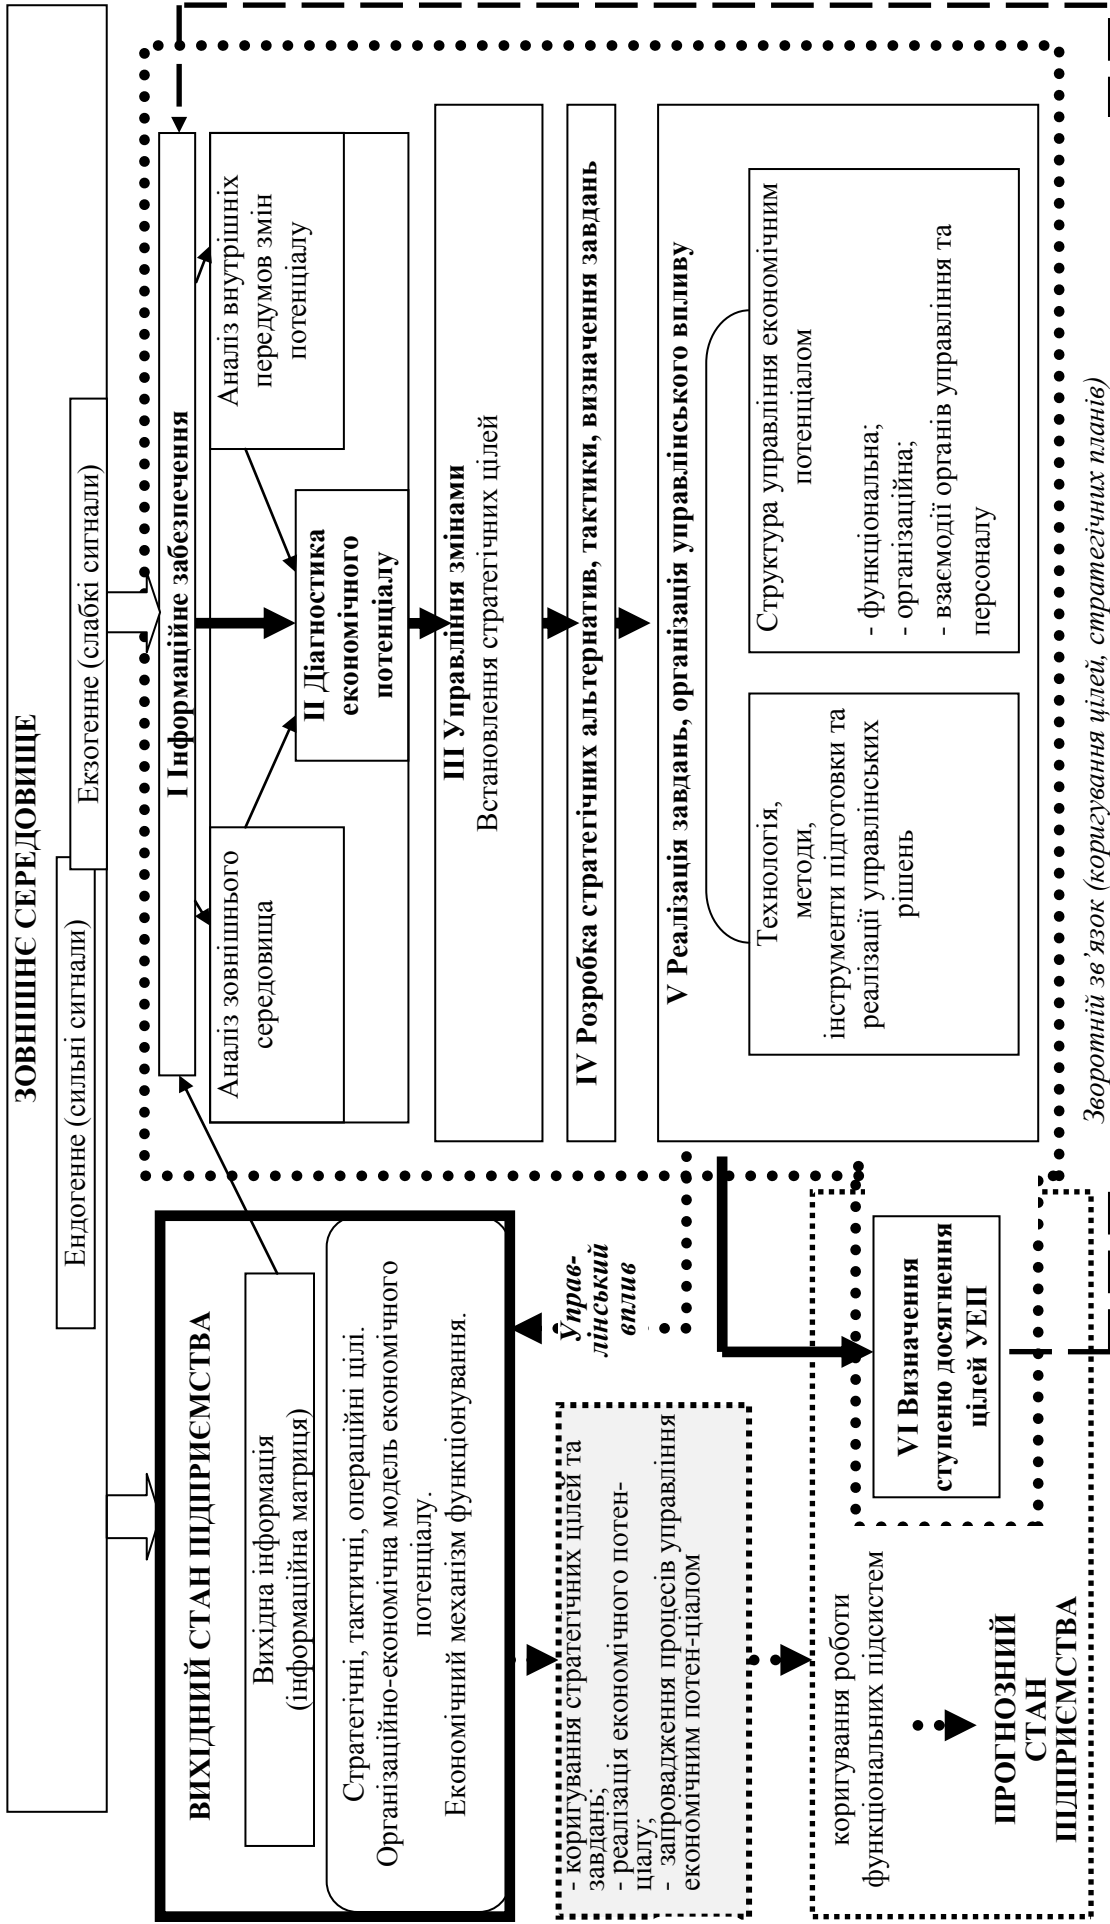 ЗОВНІШНЄ СЕРЕДОВИЩЕ
Ендогенне (сильні сигнали)
Екзогенне (слабкі сигнали)
ВИХІДНИЙ СТАН ПІДПРИЄМСТВА
Вихідна інформація
(інформаційна матриця)
Стратегічні, тактичні, операційні цілі.
Організаційно-економічна модель економічного
потенціалу.
Економічний механізм функціонування.
Управ-
лінський
вплив
- коригування стратегічних цілей та
завдань;
- реалізація економічного потен-
ціалу;
- запровадження процесів управління
економічним потен-ціалом
коригування роботи
функціональних підсистем
ПРОГНОЗНИЙ
СТАН
ПІДПРИЄМСТВА
I Інформаційне забезпечення
Аналіз зовнішнього
середовища
Аналіз внутрішніх
передумов змін
потенціалу
II Діагностика
економічного
потенціалу
III Управління змінами
Встановлення стратегічних цілей
IV Розробка стратегічних альтернатив, тактики, визначення завдань
V Реалізація завдань, організація управлінського впливу
Технологія,
методи,
інструменти підготовки та
реалізації управлінських
рішень
Структура управління економічним
потенціалом
- функціональна;
- організаційна;
- взаємодії органів управління та
персоналу
VI Визначення
ступеню досягнення
цілей УЕП
Зворотній зв’язок (коригування цілей, стратегічних планів)